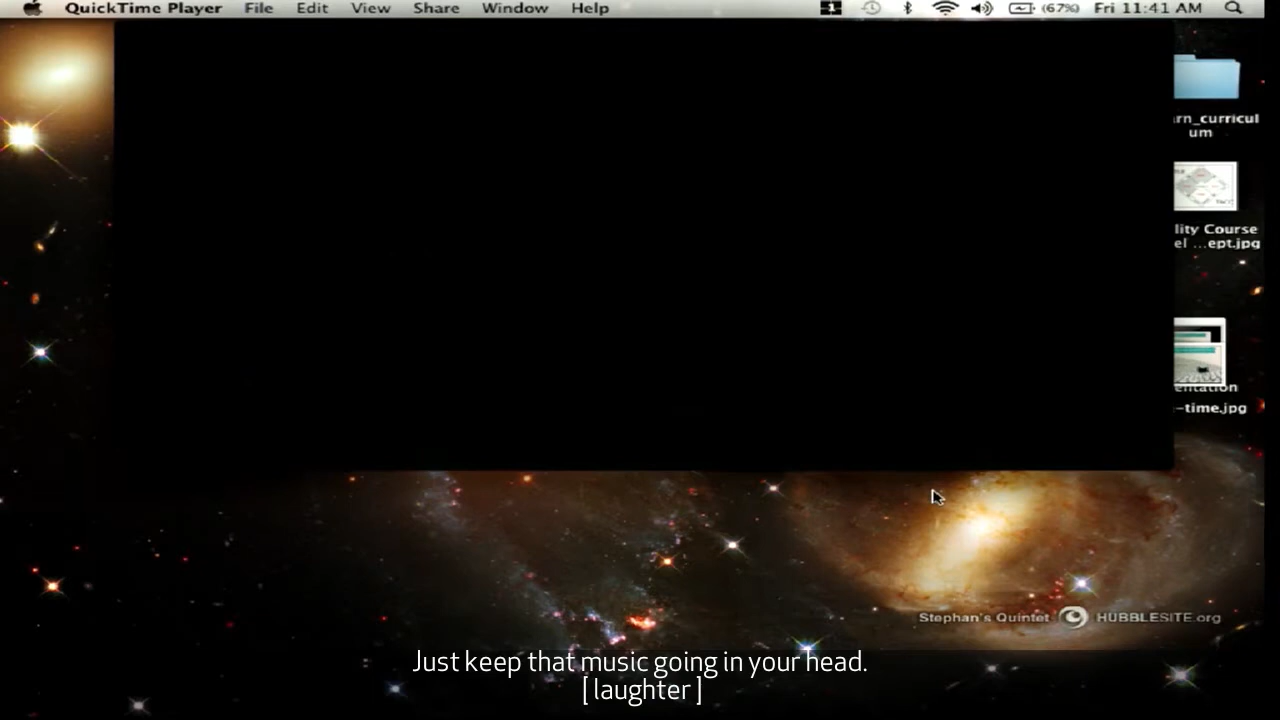 QuickTime Player File Edit View Share Window Help (67%) Fri 11:41 AM
rn_curricul
um
lity Course
el ...ept.jpg
entation
-time.jpg
Stephan's Quintet HUBBLESITE.org
Just keep that music going in your head.
[ laughter ]